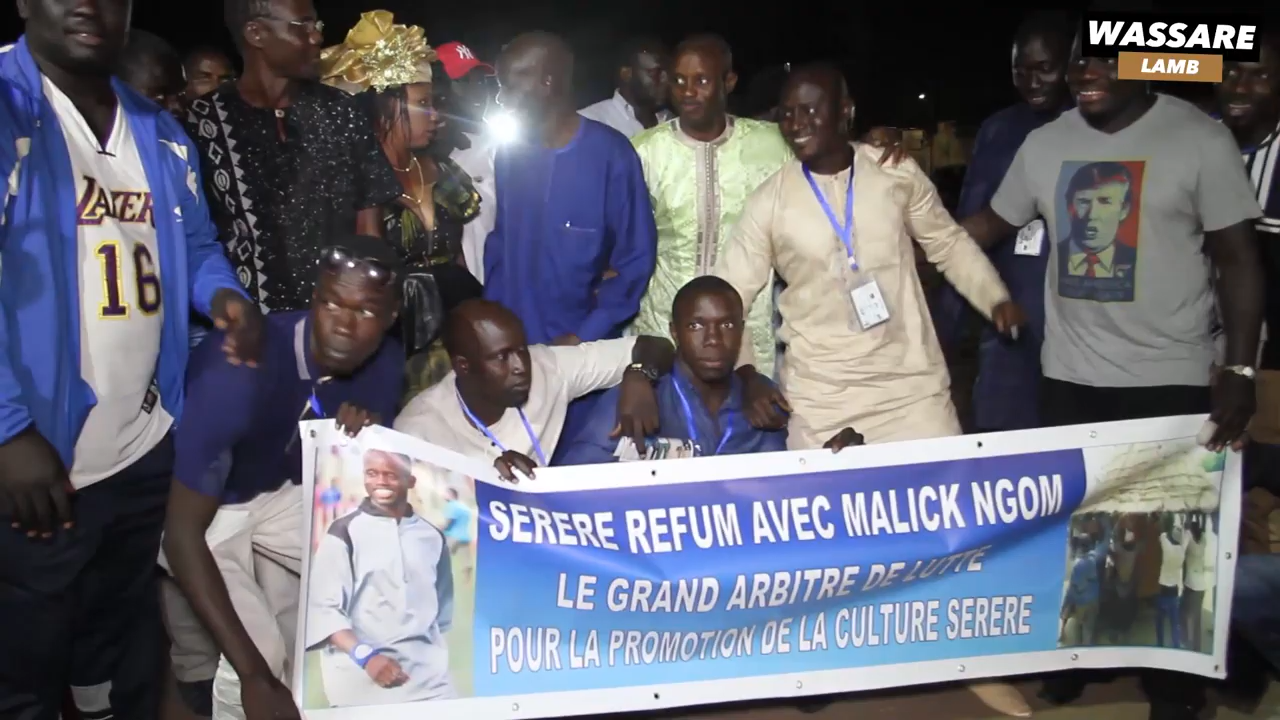 WASSARE
LAMB
LAKER
16
SERERE REFUM AVEC MALICK NGOM
LE GRAND ARBITRE DE LUTTE
POUR LA PROMOTION DE LA CULTURE SERERE